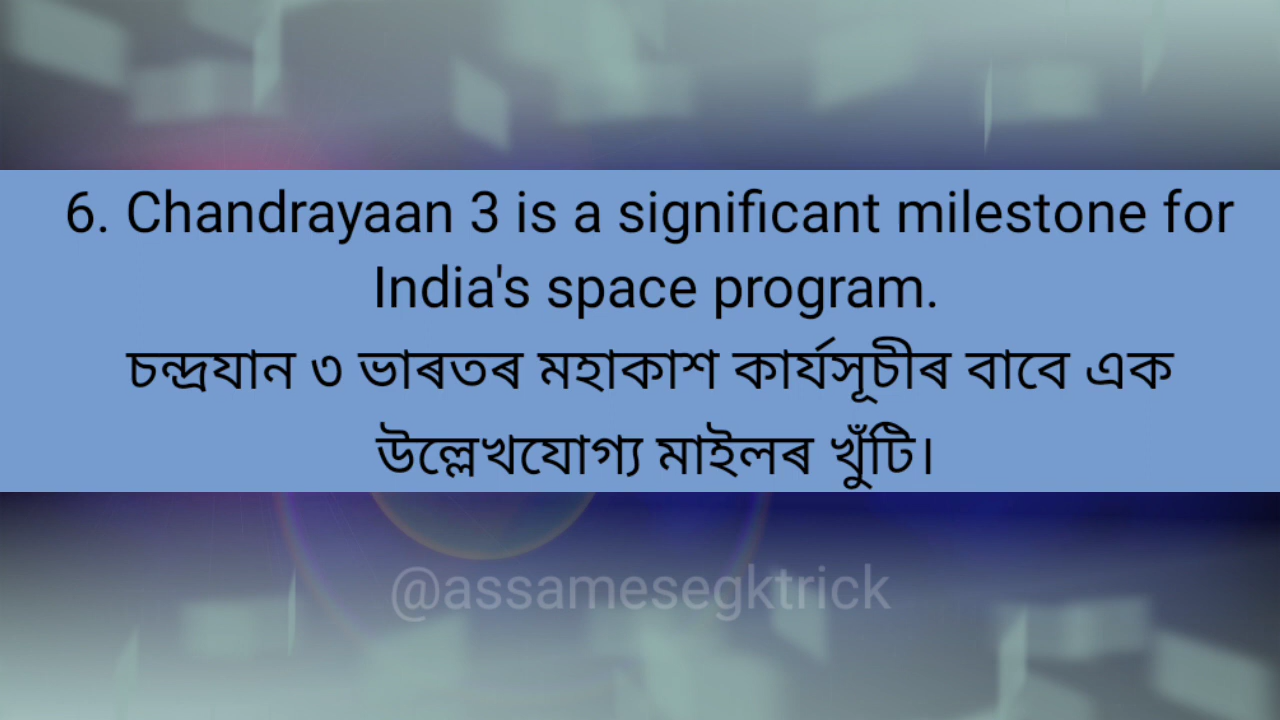 6. Chandrayaan 3 is a significant milestone for
India's space program.
চন্দ্ৰযান ৩ ভাৰতৰ মহাকাশ কাৰ্যসূচীৰ বাবে এক
উল্লেখযোগ্য মাইলৰ খুঁটি।
@assamesegktrick